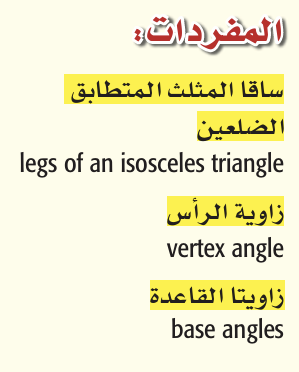 المفردات:
ساقا المثلث المتطابق
الضلعين
legs of an isosceles triangle
زاوية الرأس
vertex angle
زاويتا القاعدة
base angles